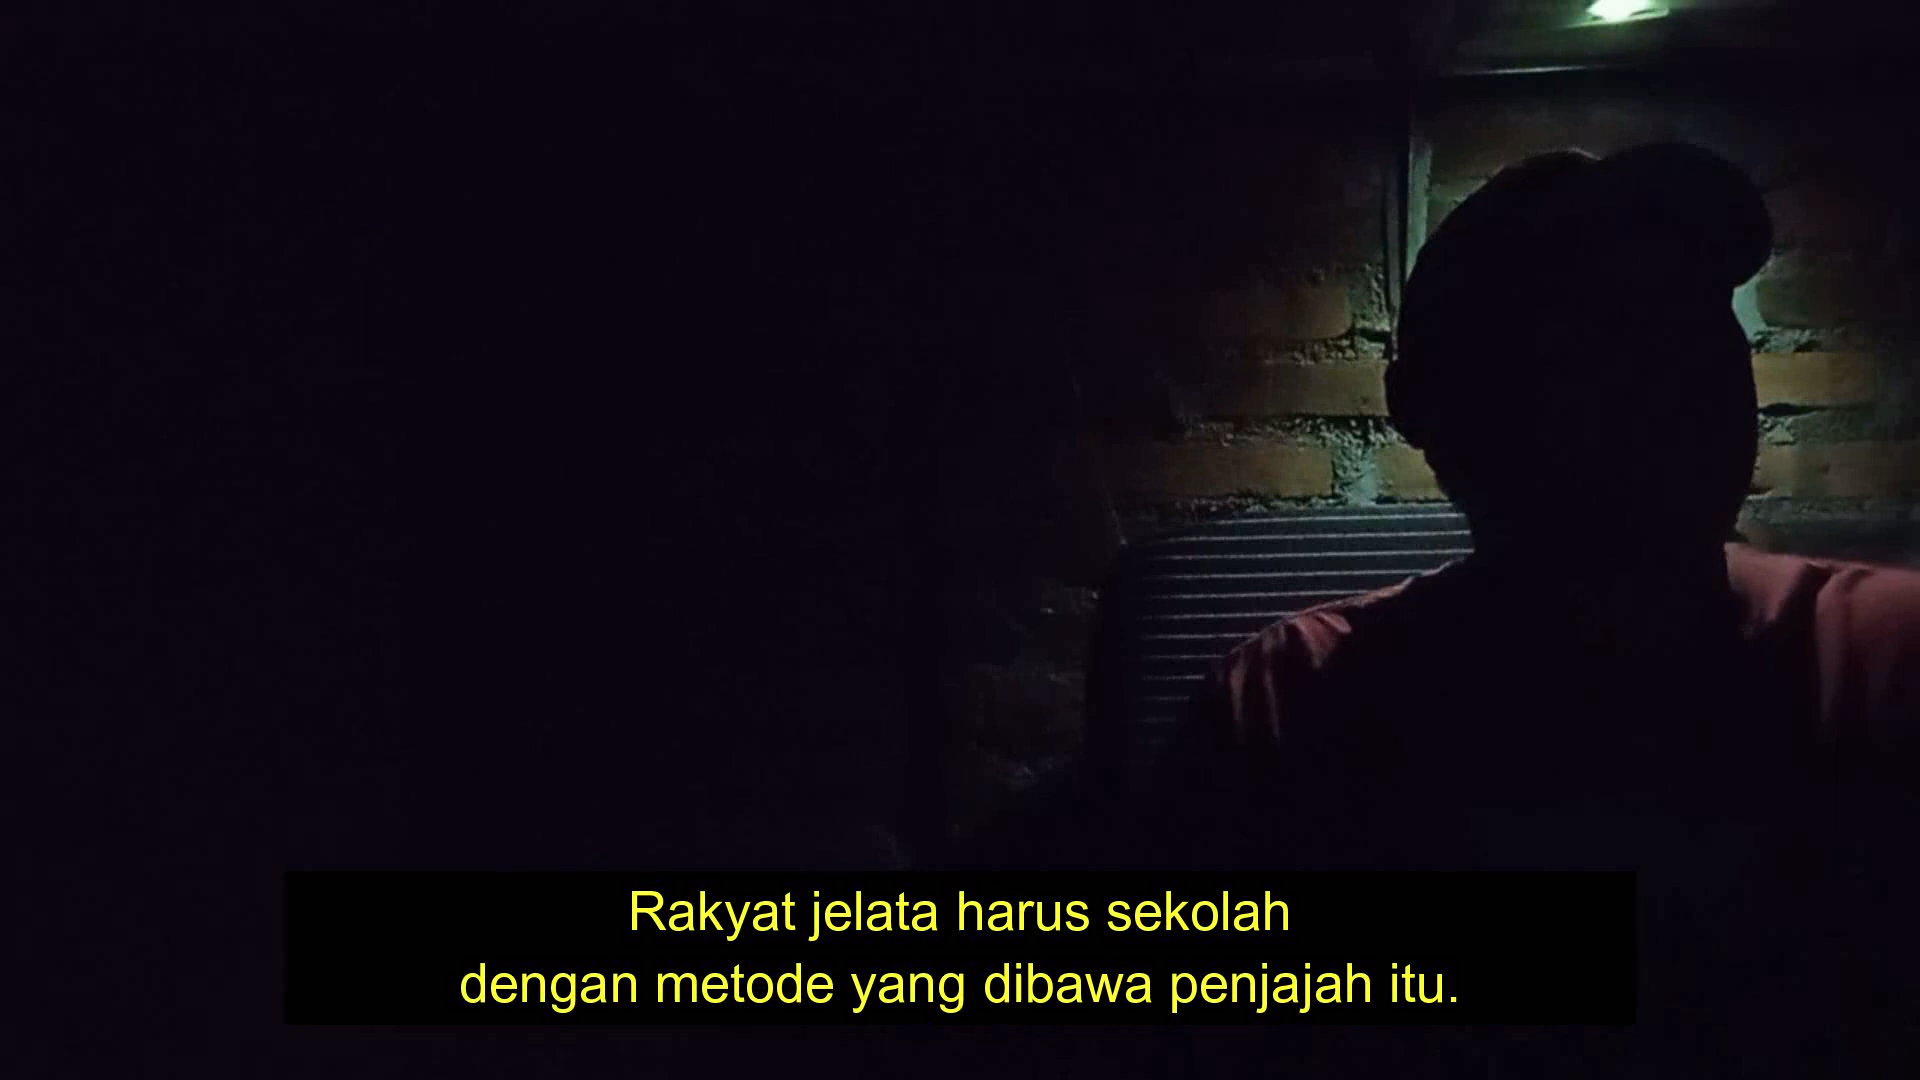 Rakyat jelata harus sekolah
dengan metode yang dibawa penjajah itu.